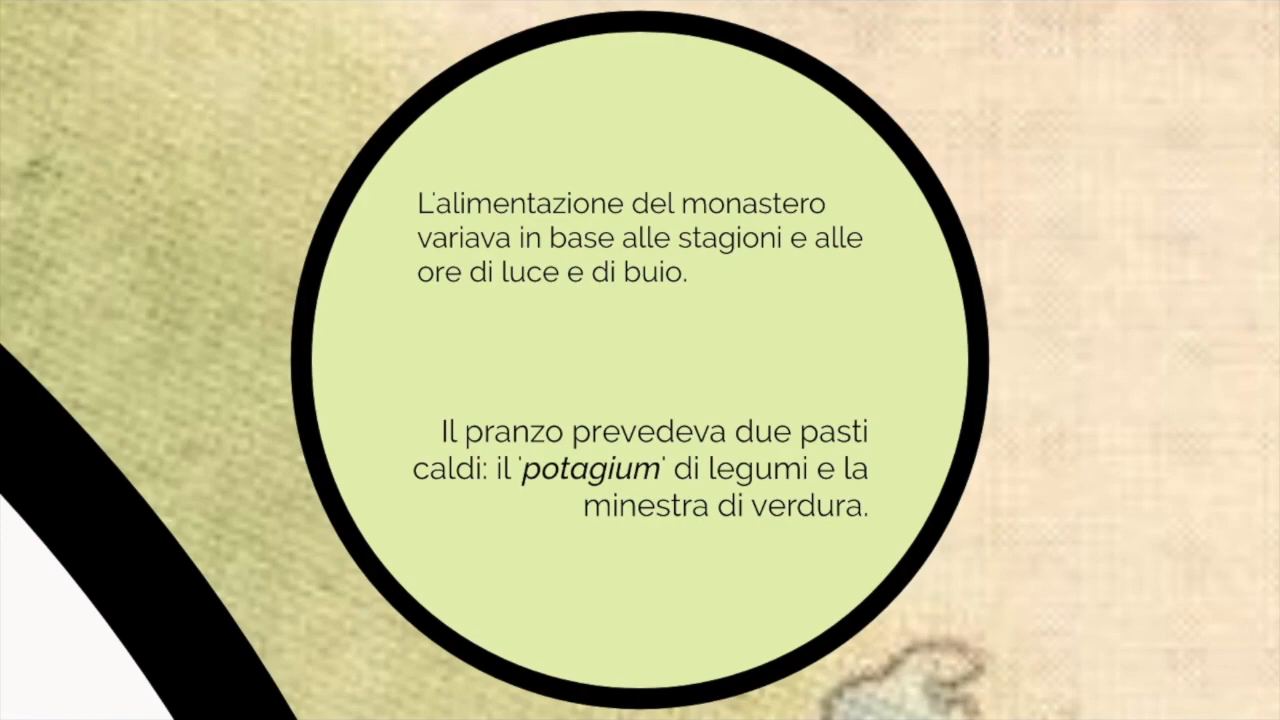 L'alimentazione del monastero
variava in base alle stagioni e alle
ore di luce e di buio.
Il pranzo prevedeva due pasti
caldi: il 'potagium' di legumi e la
minestra di verdura.